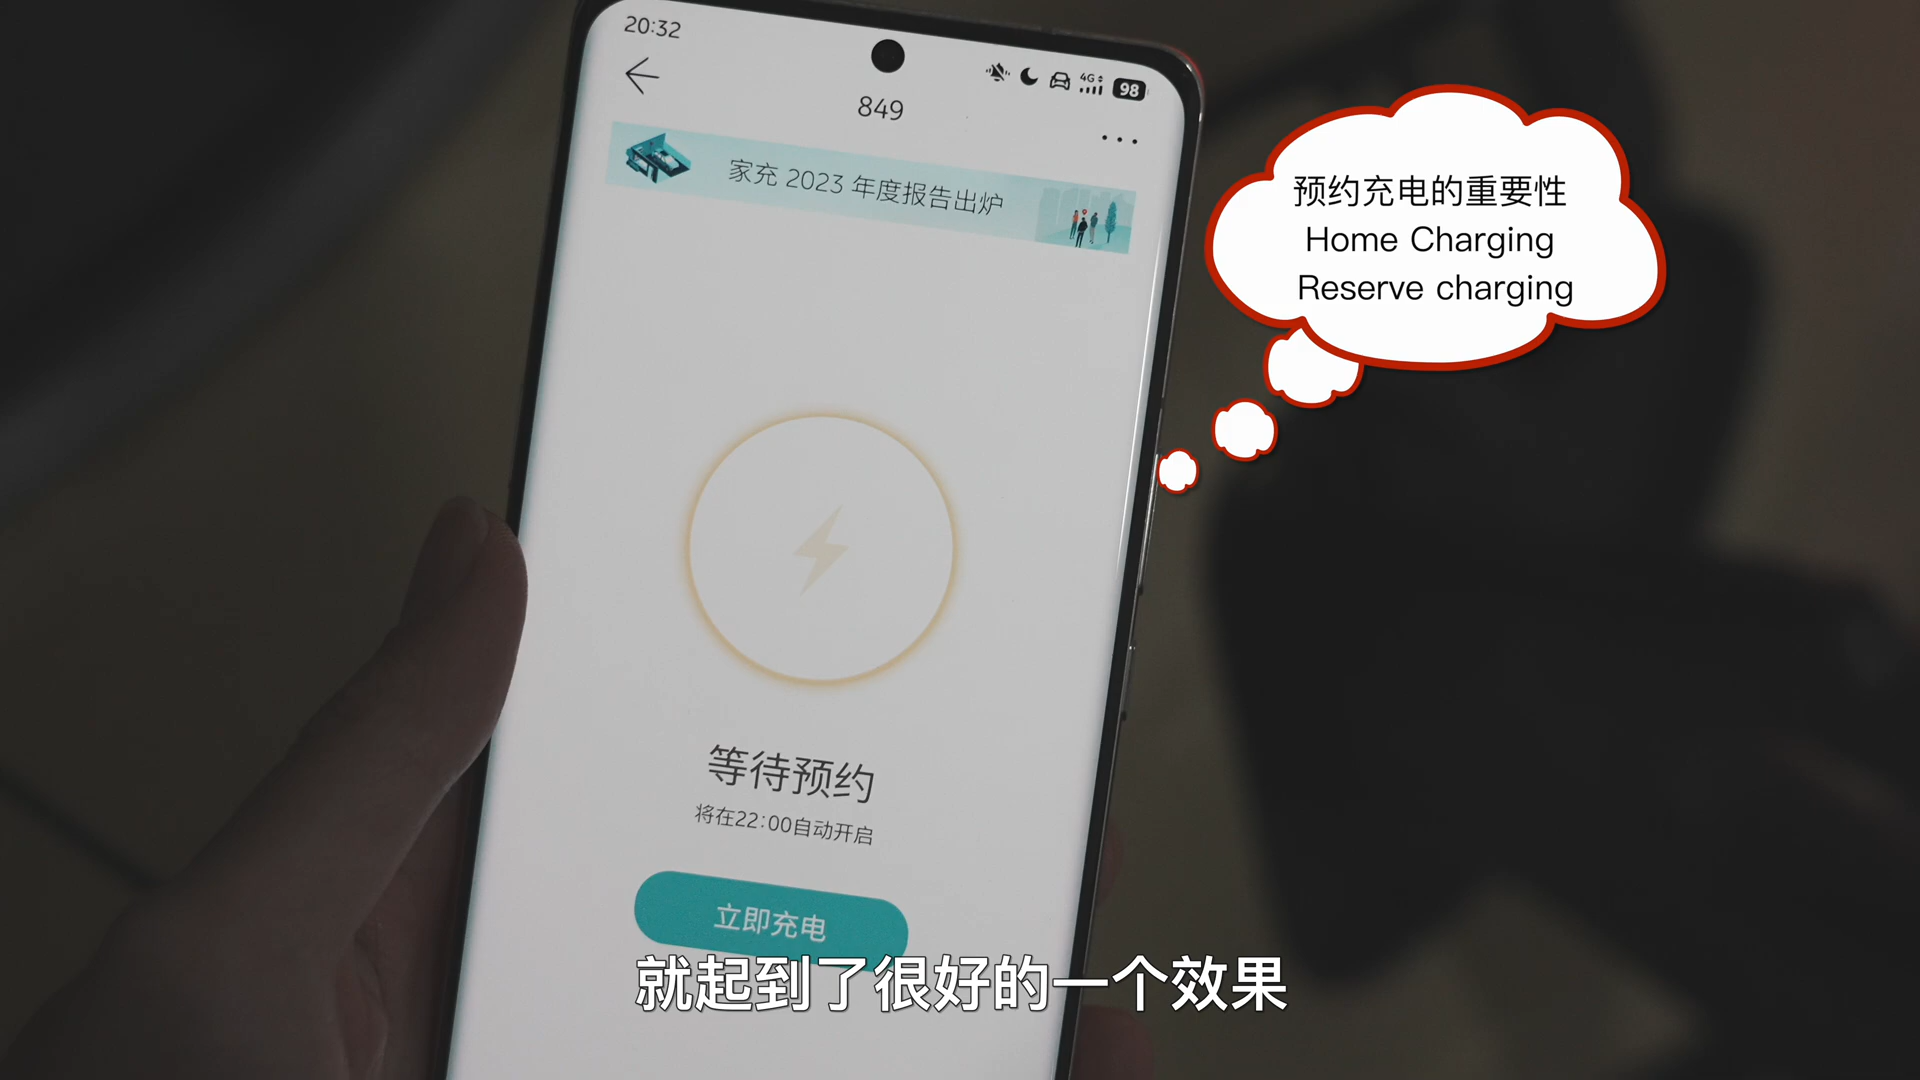 20:32
4G
98
849
家充 2023 年度报告出炉
预约充电的重要性
Home Charging
Reserve charging
等待预约
将在22:00自动开启
立即充电
就起到了很好的一个效果